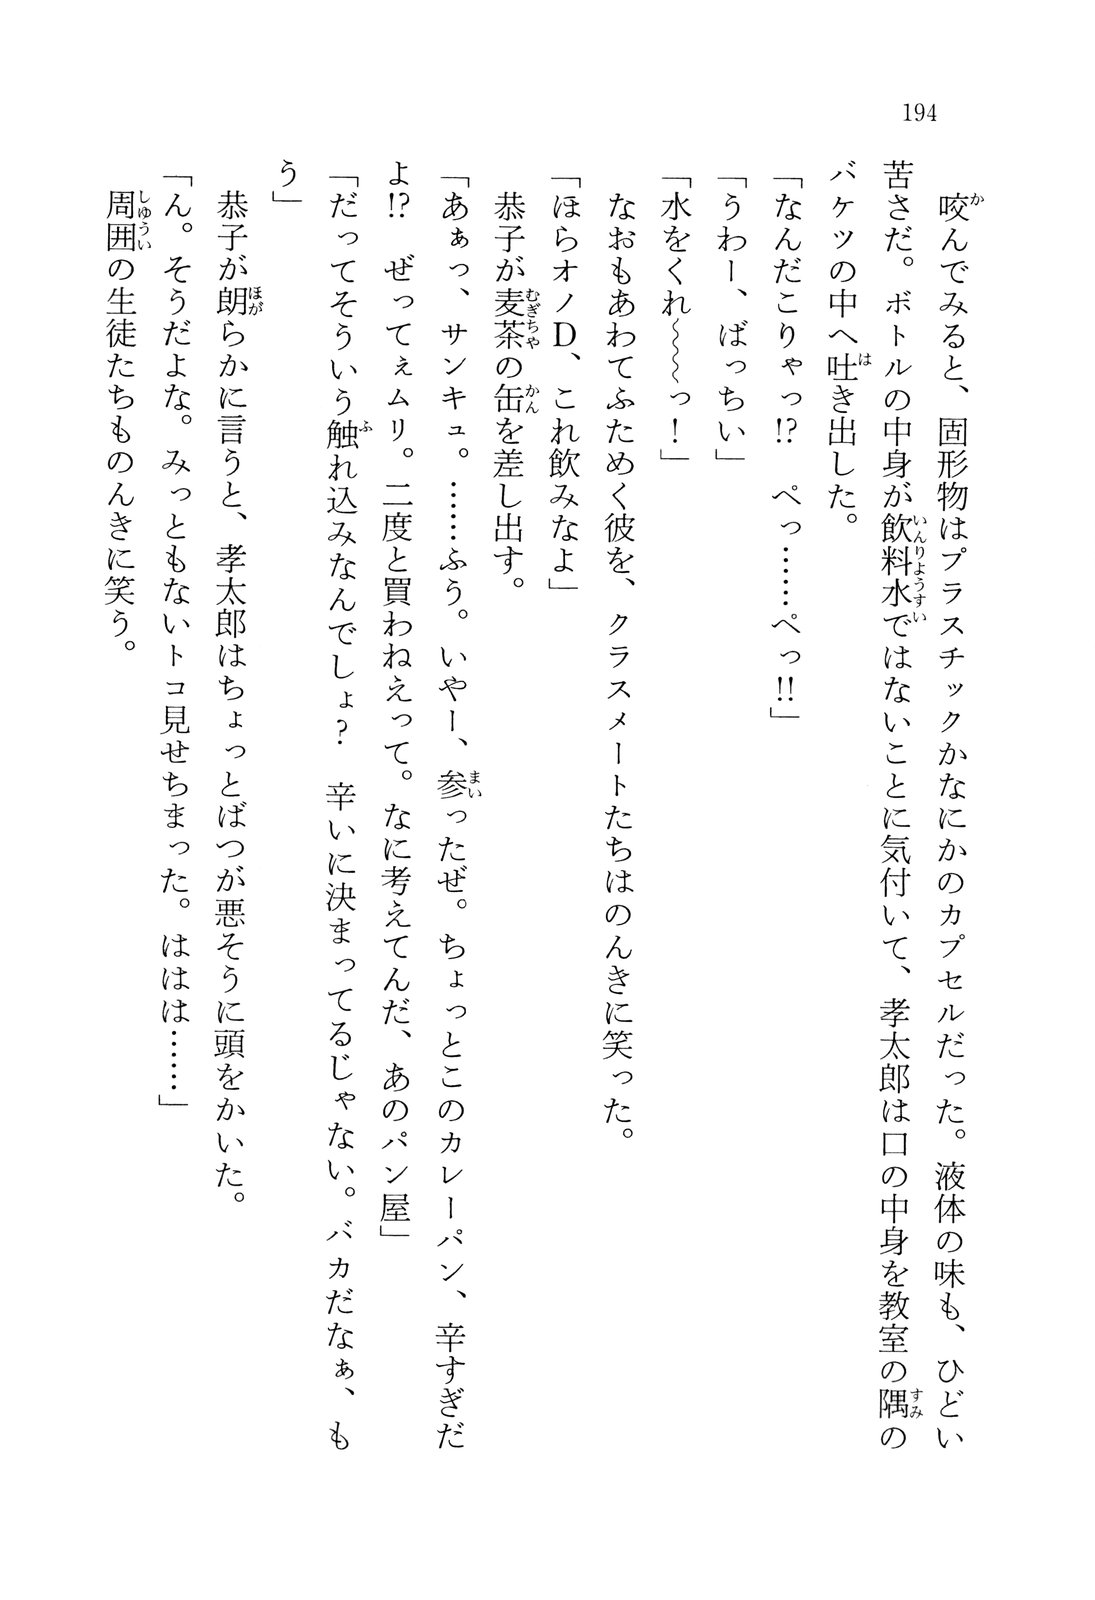 194
咬んでみると、固形物はプラスチックかなにかのカプセルだった。液体の味も、ひどい
苦さだ。ボトルの中身が飲料水ではないことに気付いて、孝太郎は口の中身を教室の隅の
バケツの中へ吐き出した。
「なんだこりゃっ!?　ぺっ……ぺっ!!」
「うわー、ばっちい」
「水をくれ〜〜〜っ！」
なおもあわてふためく彼を、クラスメートたちはのんきに笑った。
「ほらオノD、これ飲みなよ」
恭子が麦茶の缶を差し出す。
「あぁっ、サンキュ。……ふう。いやー、参ったぜ。ちょっとこのカレーパン、辛すぎだ
よ!?　ぜってぇムリ。二度と買わねえって。なに考えてんだ、あのパン屋」
「だってそういう触れ込みなんでしょ？　辛いに決まってるじゃない。バカだなぁ、も
う」
恭子が朗らかに言うと、孝太郎はちょっとばつが悪そうに頭をかいた。
「ん。そうだよな。みっともないトコ見せちまった。ははは……」
周囲の生徒たちものんきに笑う。